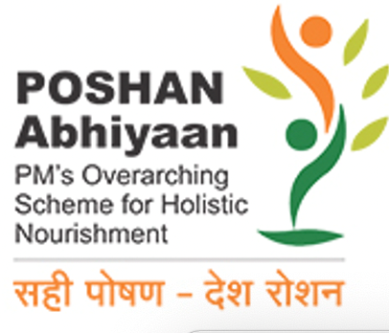 POSHAN
Abhiyaan
PM's Overarching
Scheme for Holistic
Nourishment
सही पोषण - देश रोशन